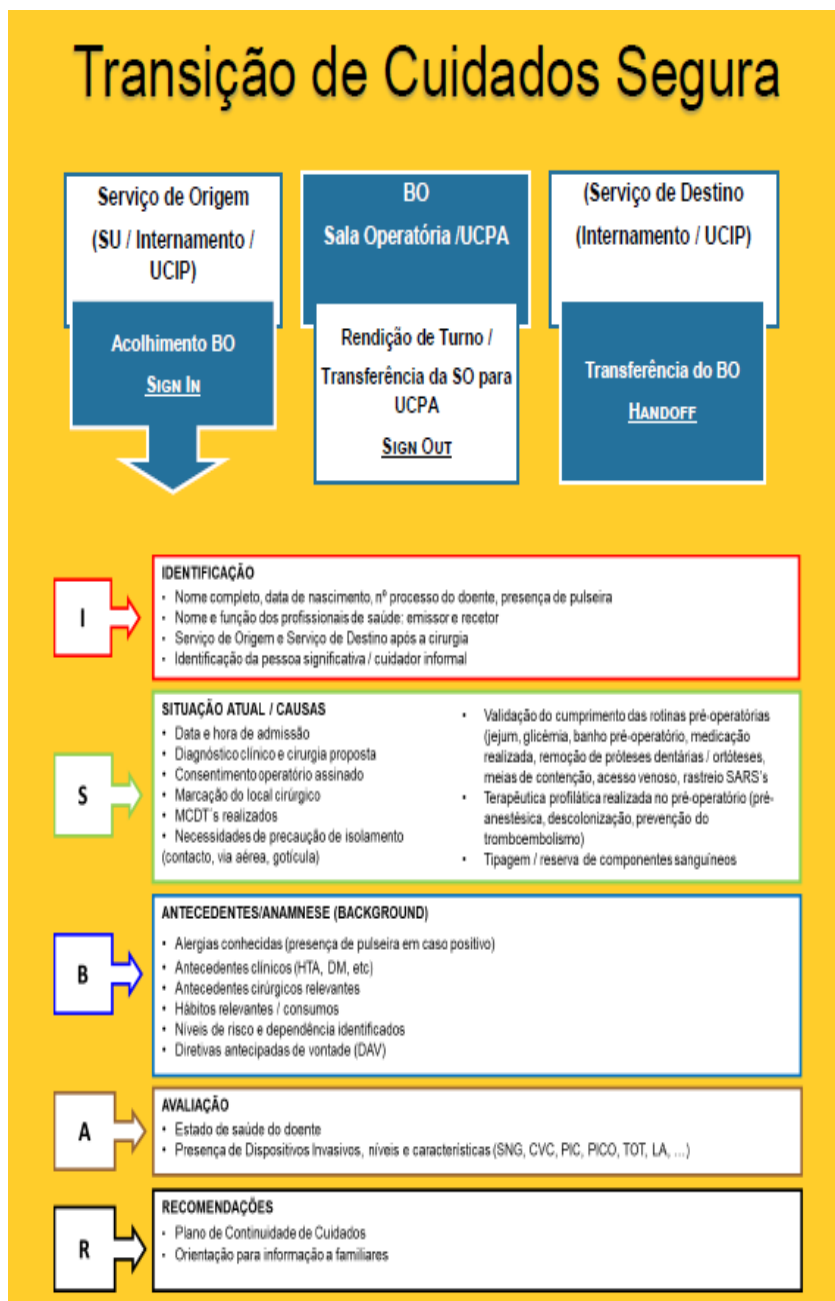 Transição de Cuidados Segura
Serviço de Origem
(SU / Internamento /
UCIP)
Acolhimento BO
SIGN IN
BO
Sala Operatória /UCPA
Rendição de Turno /
Transferência da SO para
UCPA
SIGN OUT
(Serviço de Destino
(Internamento / UCIP)
Transferência do BO
HANDOFF
I
IDENTIFICAÇÃO
• Nome completo, data de nascimento, nº processo do doente, presença de pulseira
• Nome e função dos profissionais de saúde: emissor e recetor
• Serviço de Origem e Serviço de Destino após a cirurgia
• Identificação da pessoa significativa / cuidador informal
S
SITUAÇÃO ATUAL / CAUSAS
• Data e hora de admissão
• Diagnóstico clínico e cirurgia proposta
• Consentimento operatório assinado
• Marcação do local cirúrgico
• MCDT´s realizados
• Necessidades de precaução de isolamento
(contacto, via aérea, gotícula)
• Validação do cumprimento das rotinas pré-operatórias
(jejum, glicémia, banho pré-operatório, medicação
realizada, remoção de próteses dentárias / ortóteses,
meias de contenção, acesso venoso, rastreio SARS's
• Terapêutica profilática realizada no pré-operatório (pré-
anestésica, descolonização, prevenção do
tromboembolismo)
• Tipagem / reserva de componentes sanguíneos
B
ANTECEDENTES/ANAMNESE (BACKGROUND)
• Alergias conhecidas (presença de pulseira em caso positivo)
• Antecedentes clínicos (HTA, DM, etc)
• Antecedentes cirúrgicos relevantes
• Hábitos relevantes / consumos
• Níveis de risco e dependência identificados
• Diretivas antecipadas de vontade (DAV)
A
AVALIAÇÃO
• Estado de saúde do doente
• Presença de Dispositivos Invasivos, níveis e características (SNG, CVC, PIC, PICO, TOT, LA, …)
R
RECOMENDAÇÕES
• Plano de Continuidade de Cuidados
• Orientação para informação a familiares